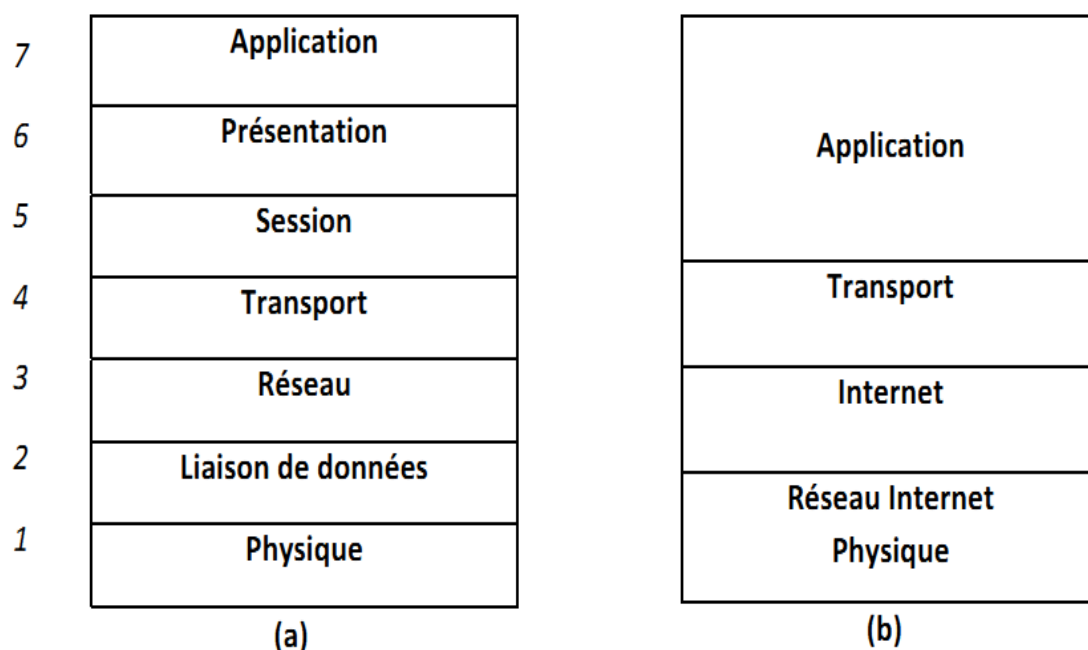 7
Application
6
Présentation
5
Session
4
Transport
3
Réseau
2
Liaison de données
1
Physique
(a)
Application
Transport
Internet
Réseau Internet
Physique
(b)